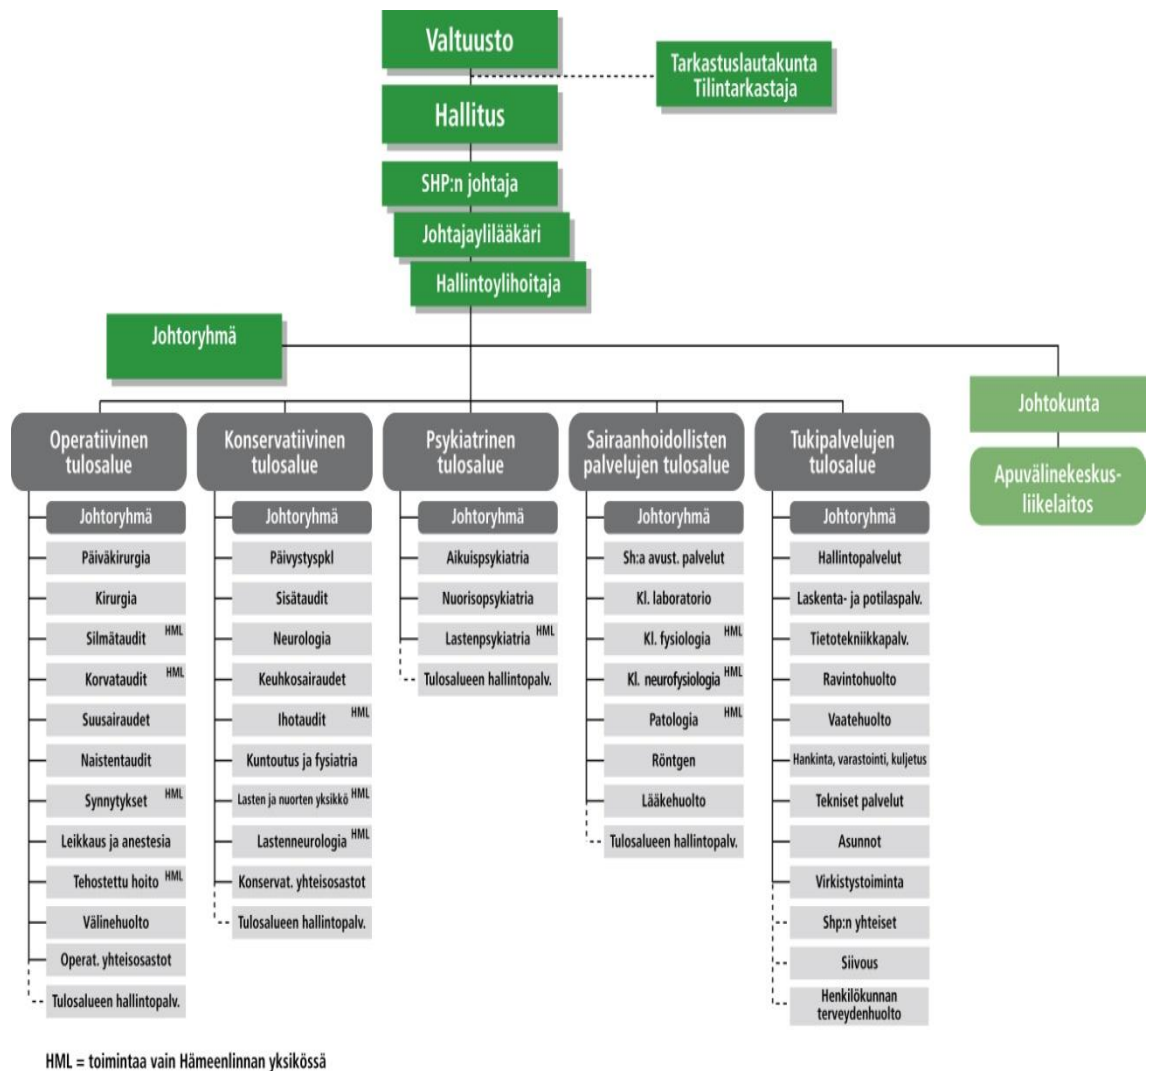 Valtuusto
Tarkastuslautakunta
Tilintarkastaja
Hallitus
SHP:n johtaja
Johtajaylilääkäri
Hallintoylihoitaja
Johtoryhmä
Johtokunta
Apuvälinekeskus-
liikelaitos
Operatiivinen
tulosalue
Johtoryhmä
Päiväkirurgia
Kirurgia
Silmätaudit HML
Korvataudit HML
Suusairaudet
Naistentaudit
Synnytykset HML
Leikkaus ja anestesia
Tehostettu hoito HML
Välinehuolto
Operat. yhteisosastot
Tulosalueen hallintopalv.
Konservatiivinen
tulosalue
Johtoryhmä
Päivystyspkl
Sisätaudit
Neurologia
Keuhkosairaudet
Ihotaudit HML
Kuntoutus ja fysiatria
Lasten ja nuorten yksikkö HML
Lastenneurologia HML
Konservat. yhteisosastot
Tulosalueen hallintopalv.
Psykiatrinen
tulosalue
Johtoryhmä
Aikuispsykiatria
Nuorisopsykiatria
Lastenpsykiatria HML
Tulosalueen hallintopalv.
Sairaanhoidollisten
palvelujen tulosalue
Johtoryhmä
Sh:a avust. palvelut
Kl. laboratorio
Kl. fysiologia HML
Kl. neurofysiologia HML
Patologia HML
Röntgen
Lääkehuolto
Tulosalueen hallintopalv.
Tukipalvelujen
tulosalue
Johtoryhmä
Hallintopalvelut
Laskenta- ja potilaspalv.
Tietotekniikkapalv.
Ravintohuolto
Vaatehuolto
Hankinta, varastointi, kuljetus
Tekniset palvelut
Asunnot
Virkistystoiminta
Shp:n yhteiset
Siivous
Henkilökunnan
terveydenhuolto
HML = toimintaa vain Hämeenlinnan yksikössä